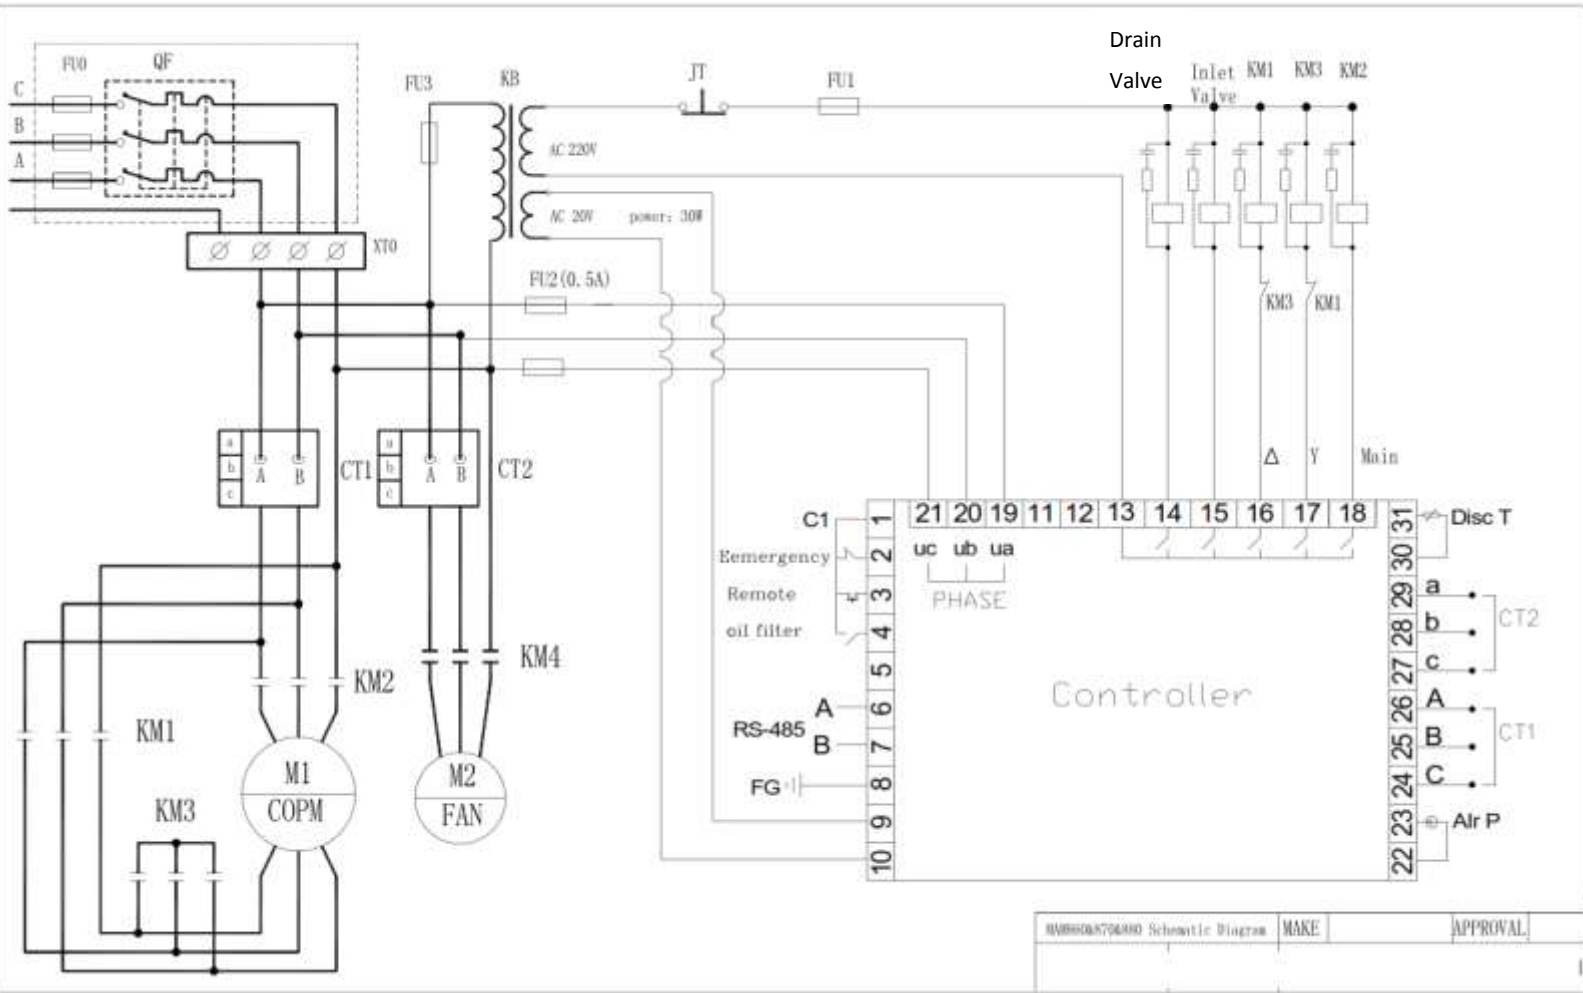 Drain
Valve
Inlet
Valve
KM1
KM3
KM2
FU0
QF
FU3
KB
JT
FU1
C
B
A
AC 220V
AC 20V
power: 30W
XT0
FU2(0.5A)
KM3
KM1
a
b
c
A
B
CT1
a
b
c
A
B
CT2
Δ
Y
Main
C1
Eemergency
Remote
oil filter
1
2
3
4
5
6
7
8
9
10
21
20
19
11
12
13
14
15
16
17
18
uc
ub
ua
PHASE
31
30
29
28
27
26
25
24
23
22
Disc T
a
b
c
CT2
A
B
C
CT1
AIr P
Controller
A
RS-485
B
FG
KM2
KM4
KM1
KM3
M1
COPM
M2
FAN
Schematic Diagram
MAKE
APPROVAL